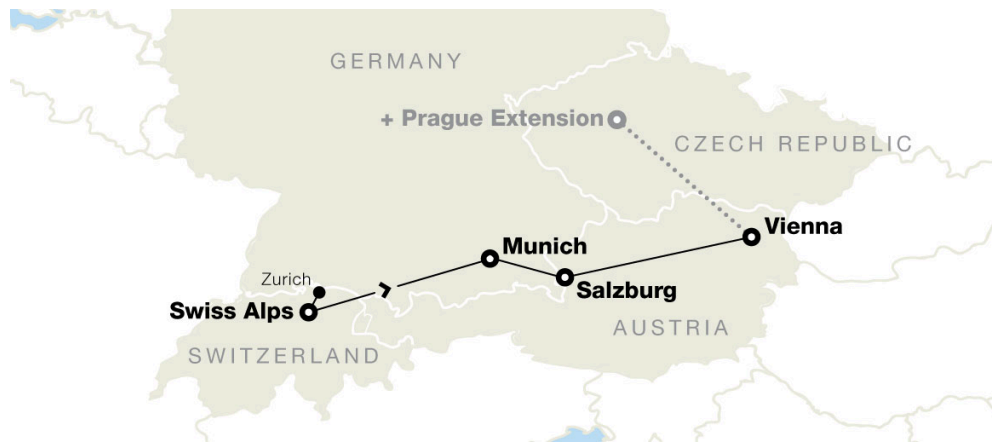 GERMANY
+ Prague Extension
CZECH REPUBLIC
Vienna
Munich
Zurich
Salzburg
Swiss Alps
AUSTRIA
SWITZERLAND